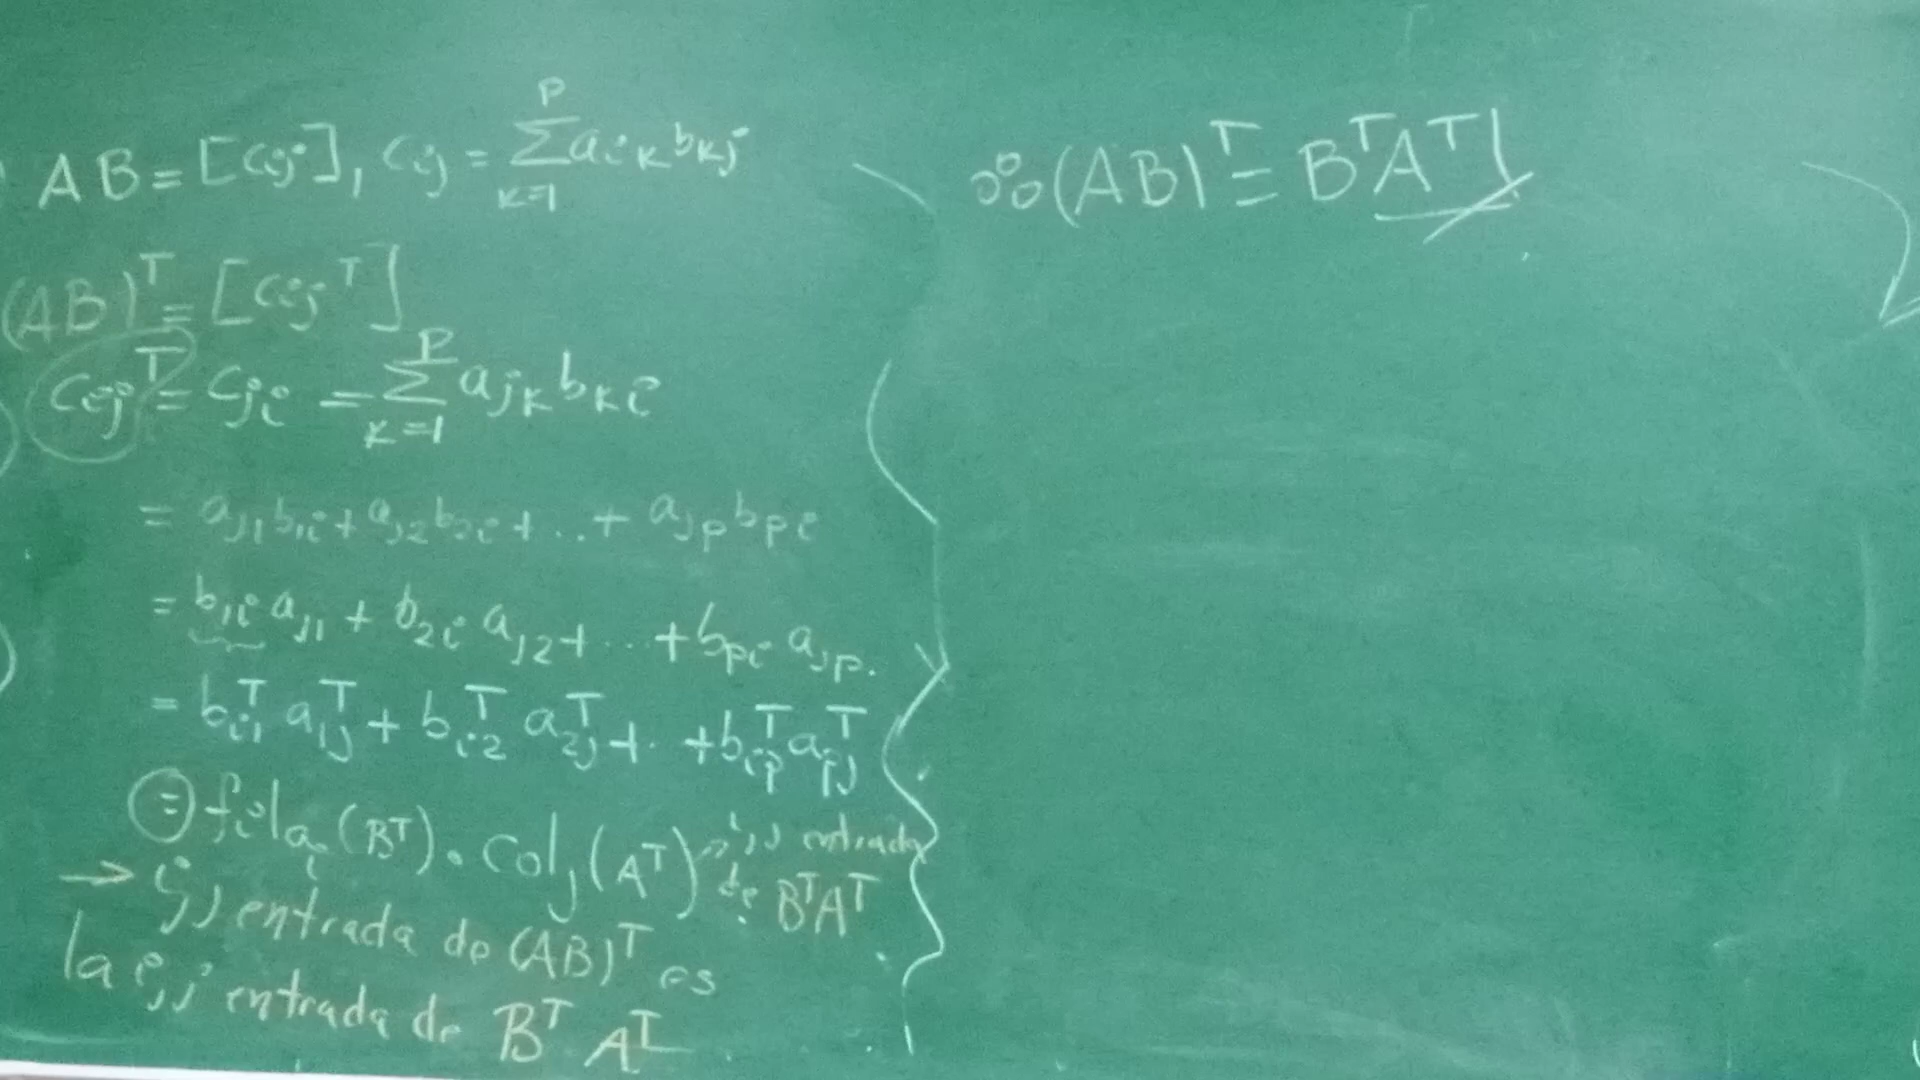 AB = [cij], cij = Σ_{k=1}^{p} aik bkj
(AB)^T = [cij^T]
cij^T = cji = Σ_{k=1}^{p} ajk bki
= aj1 b1i + aj2 b2i + ... + ajp bpi
= b1i aj1 + b2i aj2 + ... + bpi ajp.
= bi1^T a1j^T + bi2^T a2j^T + .. + bip^T apj^T
= fila_i (B^T) · Col_j (A^T) → i,j entrada de B^T A^T
→ i,j entrada de (AB)^T es
la i,j entrada de B^T A^T
∴ (AB)^T = B^T A^T